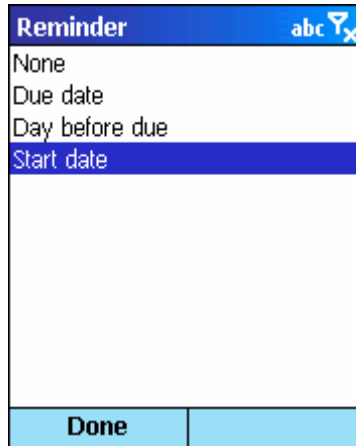 Reminder abc
None
Due date
Day before due
Start date
Done